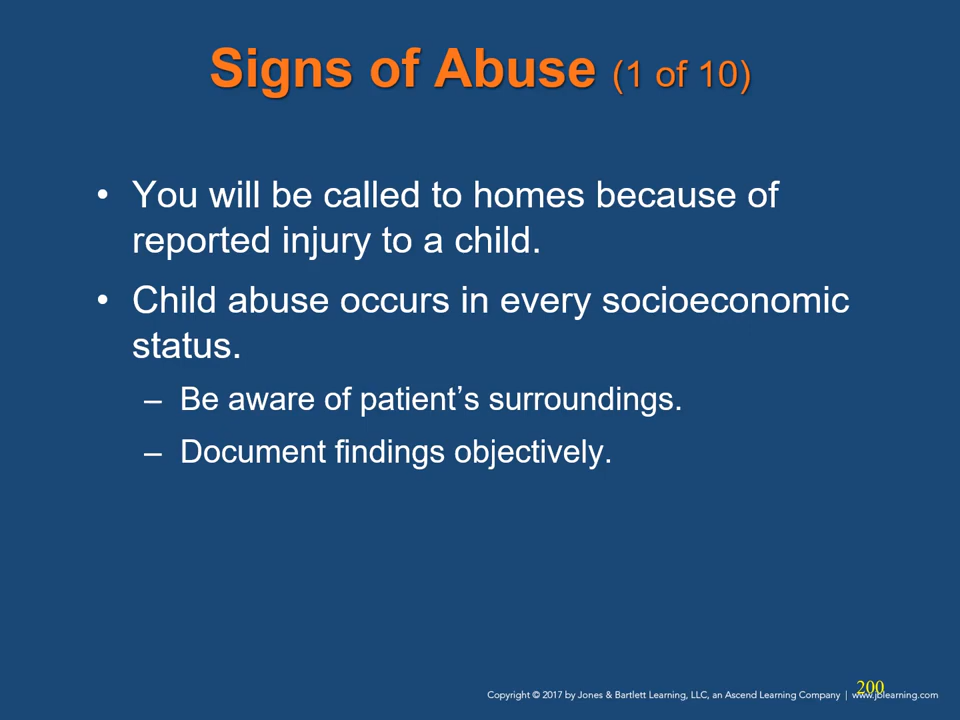 Signs of Abuse (1 of 10)
• You will be called to homes because of
reported injury to a child.
• Child abuse occurs in every socioeconomic
status.
– Be aware of patient’s surroundings.
– Document findings objectively.
200
Copyright © 2017 by Jones & Bartlett Learning, LLC, an Ascend Learning Company | www.jblearning.com